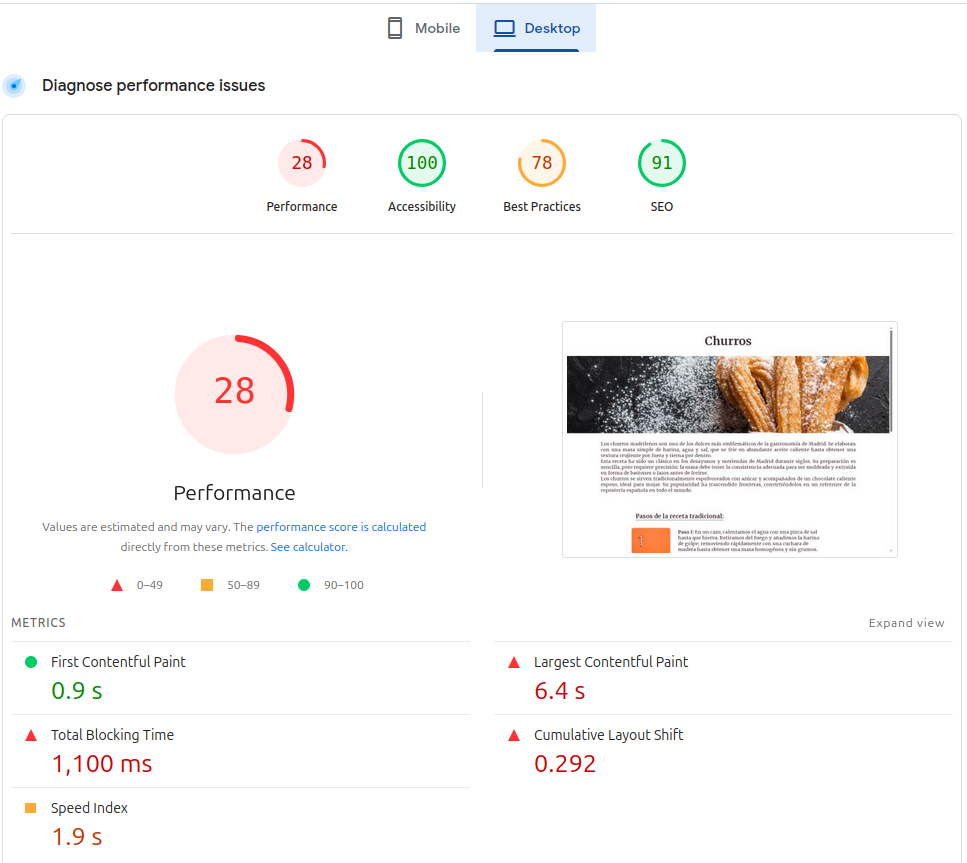 Mobile
Desktop
Diagnose performance issues
28
100
78
91
Performance
Accessibility
Best Practices
SEO
28
Performance
Values are estimated and may vary. The performance score is calculated
directly from these metrics. See calculator.
0–49
50–89
90–100
Churros
Los churros madrileños son uno de los dulces más emblemáticos de la gastronomía de Madrid. Se elaboran
con una masa simple de harina, agua y sal, que se fríe en abundante aceite caliente hasta obtener una
textura crujiente por fuera y tierna por dentro.
Esta receta ha sido un clásico en los desayunos y meriendas de Madrid durante siglos. Su preparación es
sencilla, pero requiere precisión: la masa debe tener la consistencia adecuada para ser moldeada y extruida
en forma de bastones o lazos antes de freírse.
Los churros se sirven tradicionalmente espolvoreados con azúcar y acompañados de un chocolate caliente
espeso, ideal para mojar. Su popularidad ha trascendido fronteras, convirtiéndolos en un referente de la
repostería española en todo el mundo.
Pasos de la receta tradicional:
1
Paso 1: En un cazo, calentamos el agua con una pizca de sal
hasta que hierva. Retiramos del fuego y añadimos la harina
de golpe, removiendo rápidamente con una cuchara de
madera hasta obtener una masa homogénea y sin grumos.
METRICS
Expand view
First Contentful Paint
0.9 s
Largest Contentful Paint
6.4 s
Total Blocking Time
1,100 ms
Cumulative Layout Shift
0.292
Speed Index
1.9 s